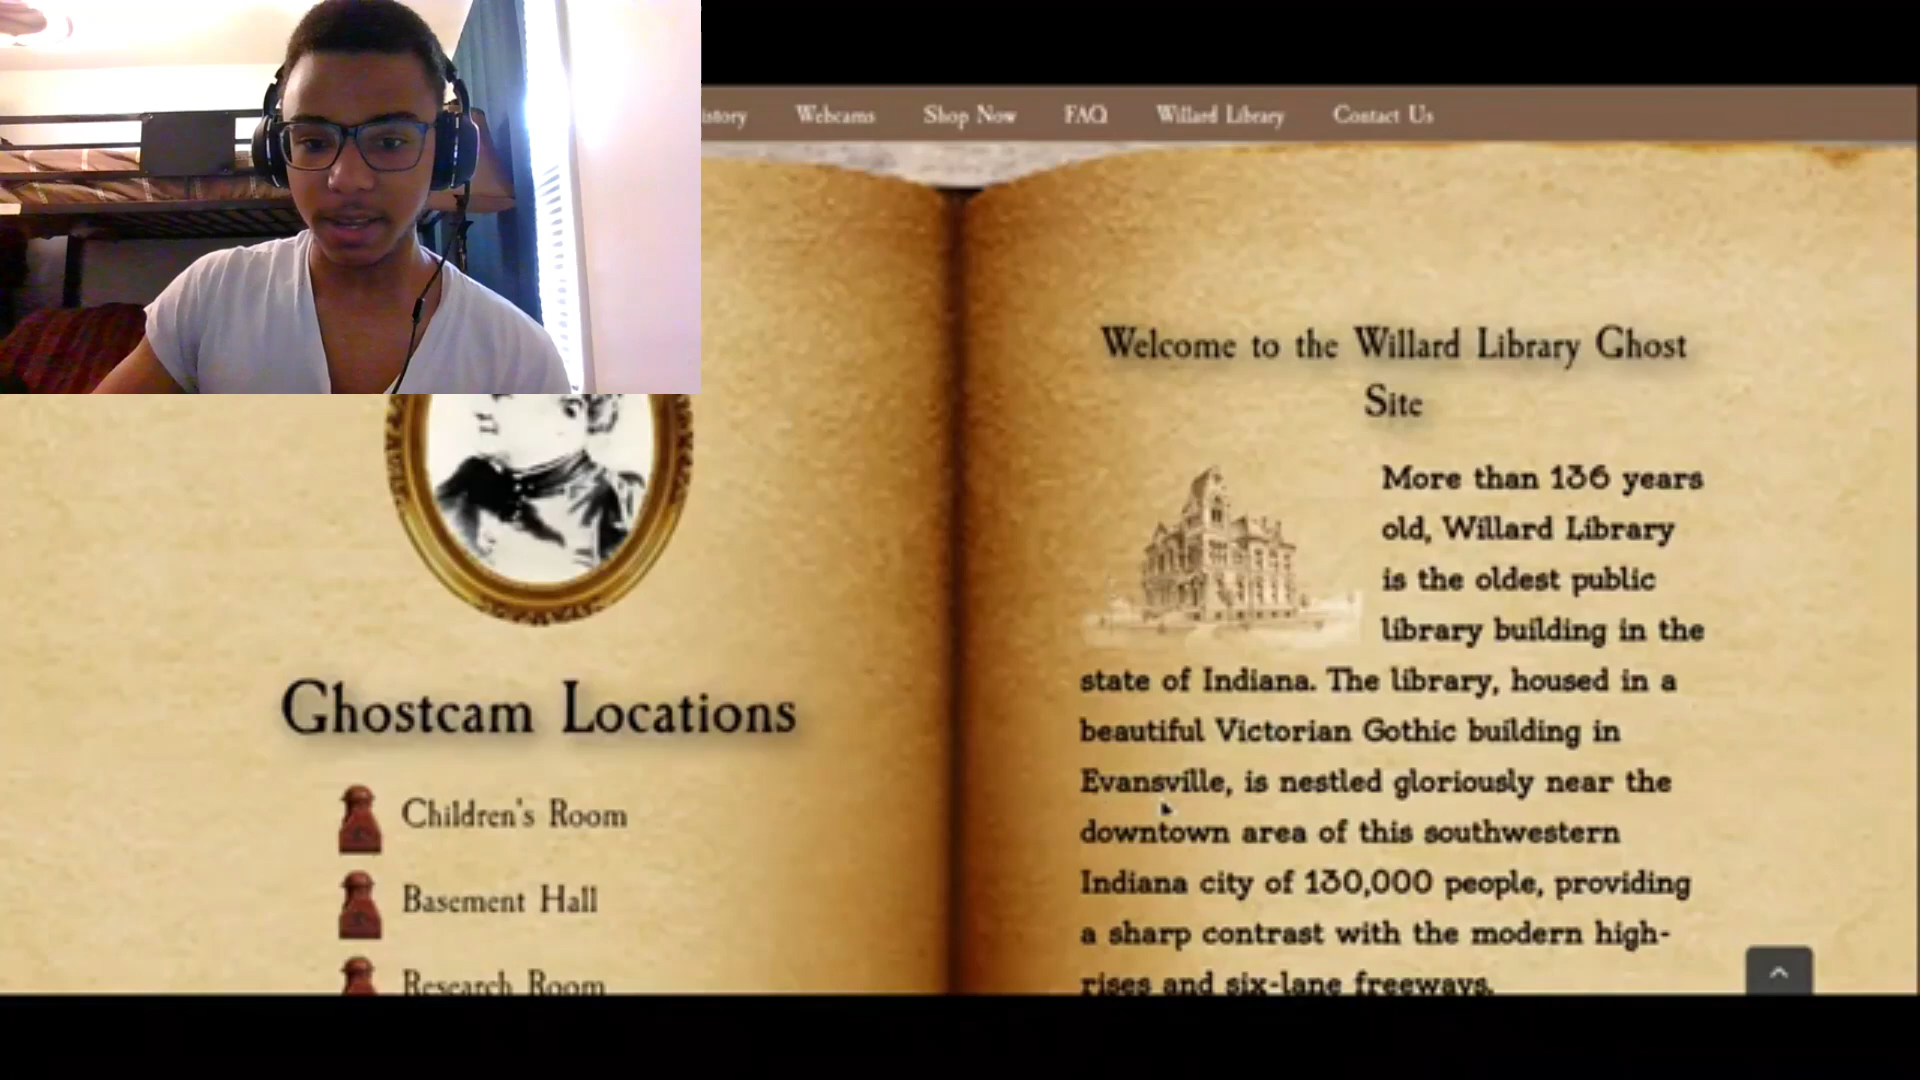 istory Webcams Shop Now FAQ Willard Library Contact Us
Ghostcam Locations
Children's Room
Basement Hall
Research Room
Welcome to the Willard Library Ghost
Site
More than 136 years
old, Willard Library
is the oldest public
library building in the
state of Indiana. The library, housed in a
beautiful Victorian Gothic building in
Evansville, is nestled gloriously near the
downtown area of this southwestern
Indiana city of 130,000 people, providing
a sharp contrast with the modern high-
rises and six-lane freeways.